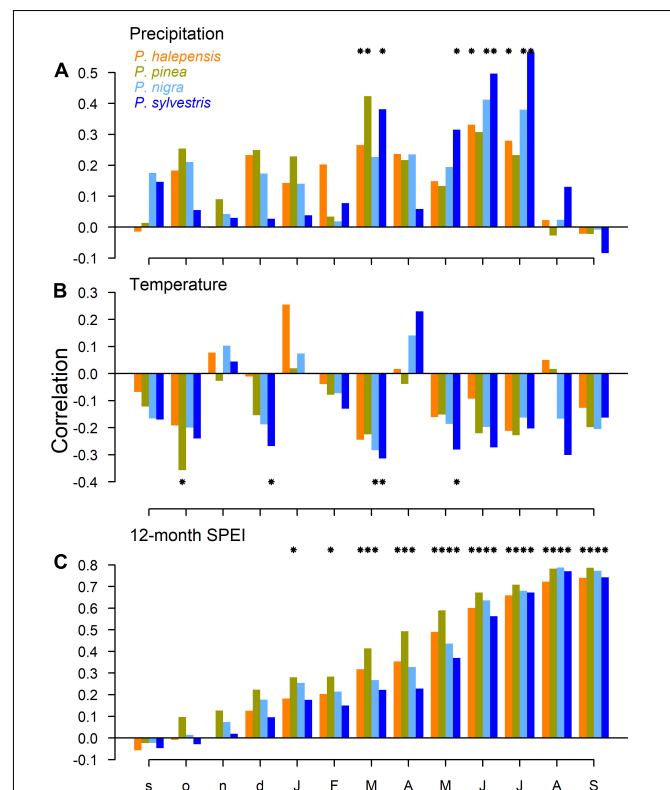 Precipitation
P. halepensis
P. pinea
P. nigra
P. sylvestris
A
0.5
0.4
0.3
0.2
0.1
0.0
-0.1
B
Temperature
0.3
0.2
0.1
0.0
-0.1
-0.2
-0.3
-0.4
Correlation
12-month SPEI
C
0.8
0.7
0.6
0.5
0.4
0.3
0.2
0.1
0.0
-0.1
s o n d J F M A M J J A S